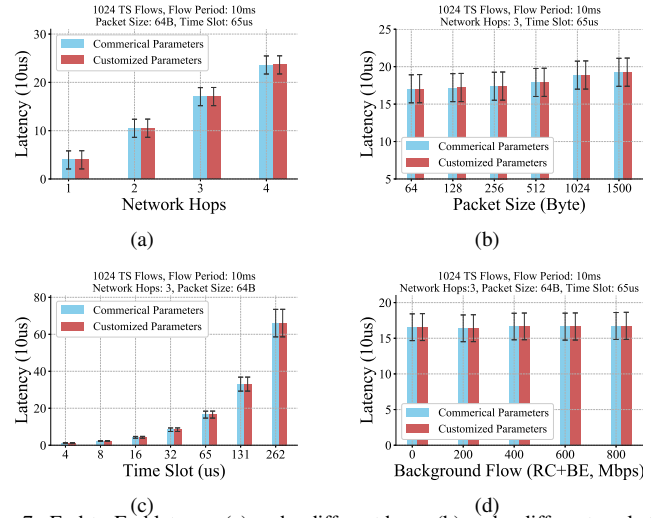 1024 TS Flows, Flow Period: 10ms
Packet Size: 64B, Time Slot: 65us
30
20
10
0
Latency (10us)
Commerical Parameters
Customized Parameters
1 2 3 4
Network Hops
(a)
1024 TS Flows, Flow Period: 10ms
Network Hops: 3, Time Slot: 65us
25
20
15
10
5
Latency (10us)
Commerical Parameters
Customized Parameters
64 128 256 512 1024 1500
Packet Size (Byte)
(b)
1024 TS Flows, Flow Period: 10ms
Network Hops: 3, Packet Size: 64B
80
60
40
20
0
Latency (10us)
Commerical Parameters
Customized Parameters
4 8 16 32 65 131 262
Time Slot (us)
(c)
1024 TS Flows, Flow Period: 10ms
Network Hops:3, Packet Size: 64B, Time Slot: 65us
20
15
10
5
0
Latency (10us)
Commerical Parameters
Customized Parameters
0 200 400 600 800
Background Flow (RC+BE, Mbps)
(d)